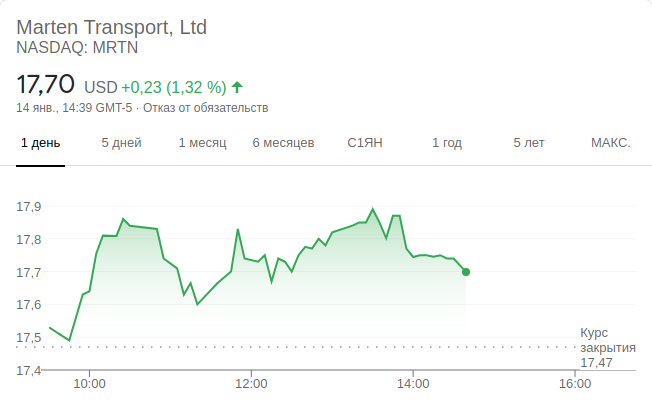 Marten Transport, Ltd
NASDAQ: MRTN
17,70 USD +0,23 (1,32 %)
14 янв., 14:39 GMT-5 · Отказ от обязательств
1 день 5 дней 1 месяц 6 месяцев С1ЯН 1 год 5 лет МАКС.
17,9
17,8
17,7
17,6
17,5
17,4
Курс
закрытия
17,47
10:00 12:00 14:00 16:00